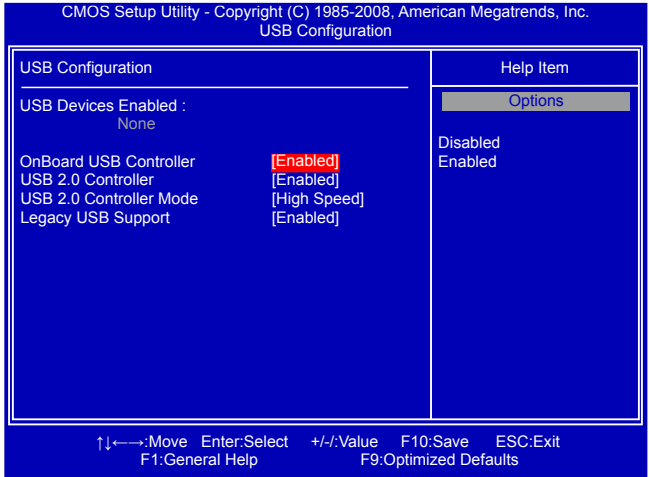 CMOS Setup Utility - Copyright (C) 1985-2008, American Megatrends, Inc.
USB Configuration
USB Configuration
Help Item
USB Devices Enabled :
None
Options
Disabled
Enabled
OnBoard USB Controller [Enabled]
USB 2.0 Controller [Enabled]
USB 2.0 Controller Mode [High Speed]
Legacy USB Support [Enabled]
↑↓←→:Move Enter:Select +/-/:Value F10:Save ESC:Exit
F1:General Help F9:Optimized Defaults